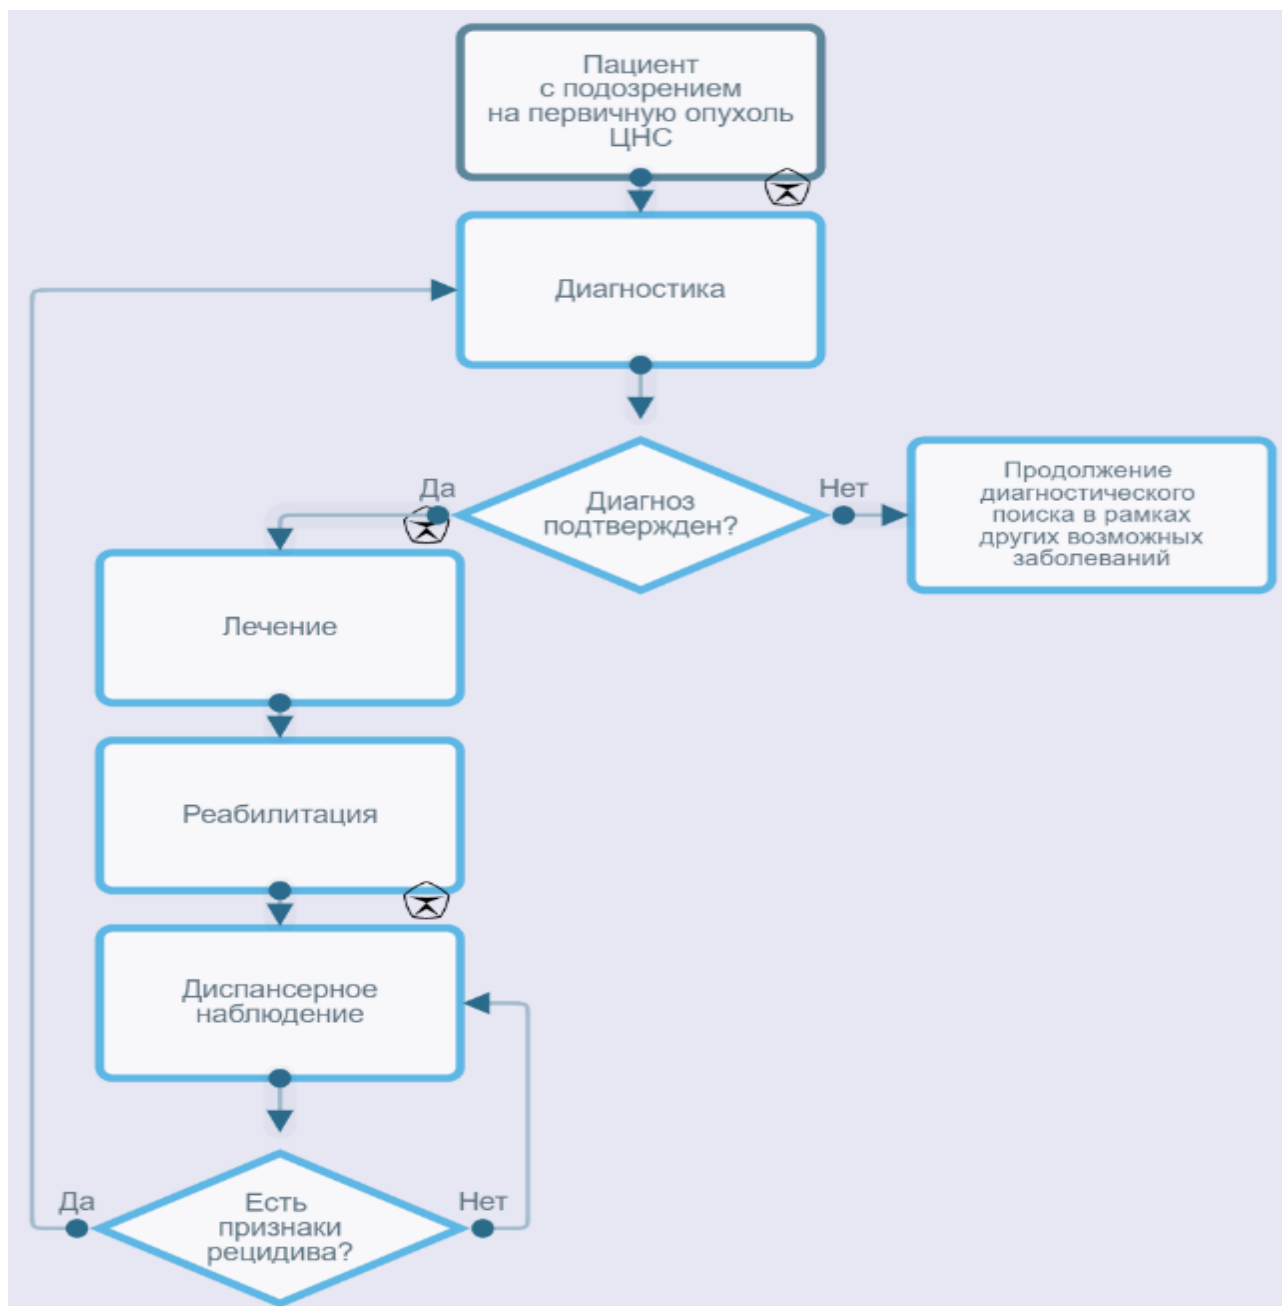 Пациент
с подозрением
на первичную опухоль
ЦНС
Диагностика
Да
Диагноз
подтвержден?
Нет
Продолжение
диагностического
поиска в рамках
других возможных
заболеваний
Лечение
Реабилитация
Диспансерное
наблюдение
Да
Есть
признаки
рецидива?
Нет